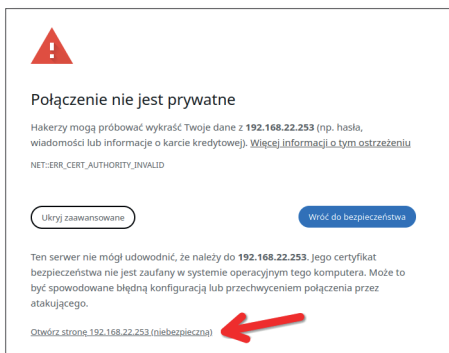 Połączenie nie jest prywatne
Hakerzy mogą próbować wykraść Twoje dane z 192.168.22.253 (np. hasła,
wiadomości lub informacje o karcie kredytowej). Więcej informacji o tym ostrzeżeniu
NET::ERR_CERT_AUTHORITY_INVALID
Ukryj zaawansowane
Wróć do bezpieczeństwa
Ten serwer nie mógł udowodnić, że należy do 192.168.22.253. Jego certyfikat
bezpieczeństwa nie jest zaufany w systemie operacyjnym tego komputera. Może to
być spowodowane błędną konfiguracją lub przechwyceniem połączenia przez
atakującego.
Otwórz stronę 192.168.22.253 (niebezpieczną)